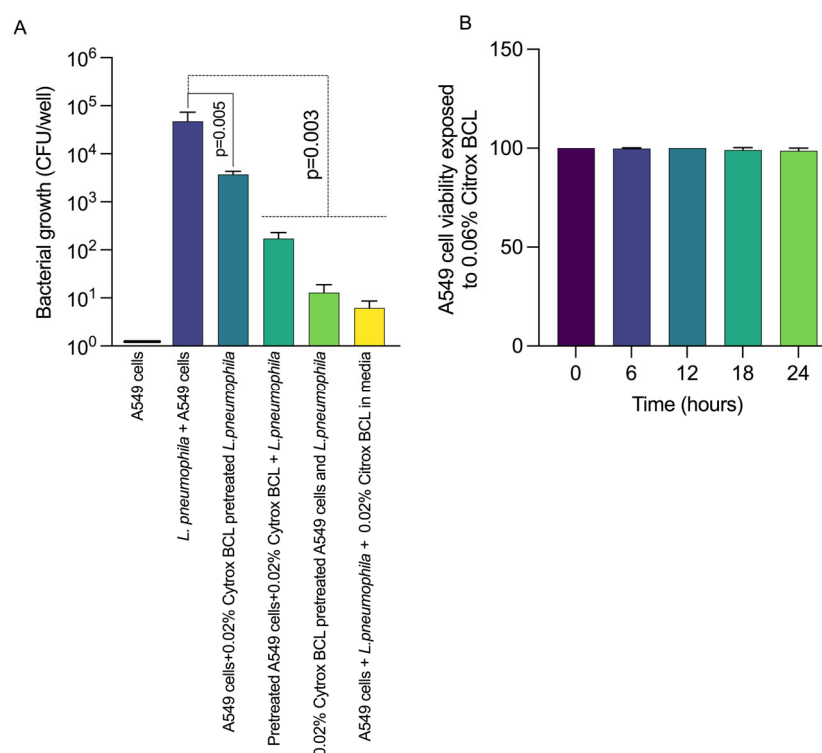 A
Bacterial growth (CFU/well)
10^6
10^5
10^4
10^3
10^2
10^1
10^0
p=0.005
p=0.003
A549 cells
L. pneumophila + A549 cells
A549 cells+0.02% Cytrox BCL pretreated L.pneumophila
Pretreated A549 cells+0.02% Cytrox BCL + L.pneumophila
0.02% Cytrox BCL pretreated A549 cells and L.pneumophila
A549 cells + L.pneumophila + 0.02% Citrox BCL in media
B
A549 cell viability exposed
to 0.06% Citrox BCL
150
100
50
0
0 6 12 18 24
Time (hours)